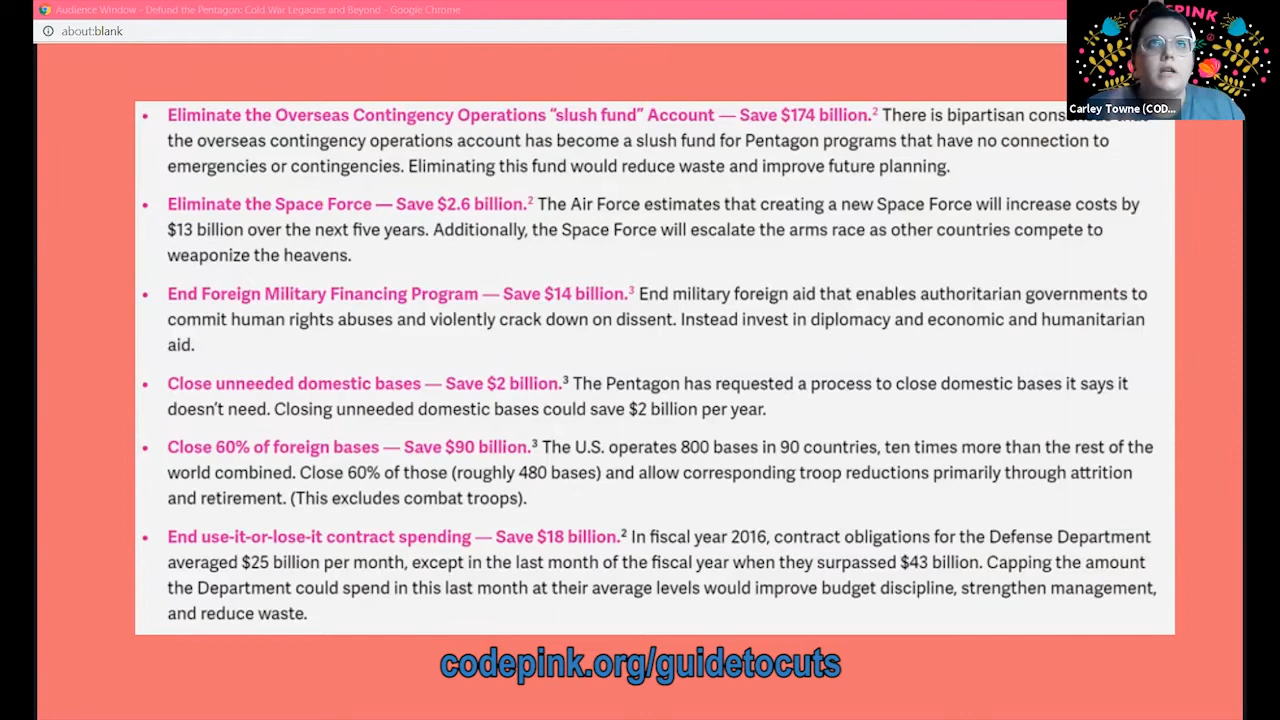 Audience Window - Defund the Pentagon: Cold War Legacies and Beyond - Google Chrome
about:blank
CODEPINK
Carley Towne (COD...
• Eliminate the Overseas Contingency Operations “slush fund” Account — Save $174 billion.² There is bipartisan
the overseas contingency operations account has become a slush fund for Pentagon programs that have no connection to
emergencies or contingencies. Eliminating this fund would reduce waste and improve future planning.
• Eliminate the Space Force — Save $2.6 billion.² The Air Force estimates that creating a new Space Force will increase costs by
$13 billion over the next five years. Additionally, the Space Force will escalate the arms race as other countries compete to
weaponize the heavens.
• End Foreign Military Financing Program — Save $14 billion.³ End military foreign aid that enables authoritarian governments to
commit human rights abuses and violently crack down on dissent. Instead invest in diplomacy and economic and humanitarian
aid.
• Close unneeded domestic bases — Save $2 billion.³ The Pentagon has requested a process to close domestic bases it says it
doesn’t need. Closing unneeded domestic bases could save $2 billion per year.
• Close 60% of foreign bases — Save $90 billion.³ The U.S. operates 800 bases in 90 countries, ten times more than the rest of the
world combined. Close 60% of those (roughly 480 bases) and allow corresponding troop reductions primarily through attrition
and retirement. (This excludes combat troops).
• End use-it-or-lose-it contract spending — Save $18 billion.² In fiscal year 2016, contract obligations for the Defense Department
averaged $25 billion per month, except in the last month of the fiscal year when they surpassed $43 billion. Capping the amount
the Department could spend in this last month at their average levels would improve budget discipline, strengthen management,
and reduce waste.
codepink.org/guidetocuts